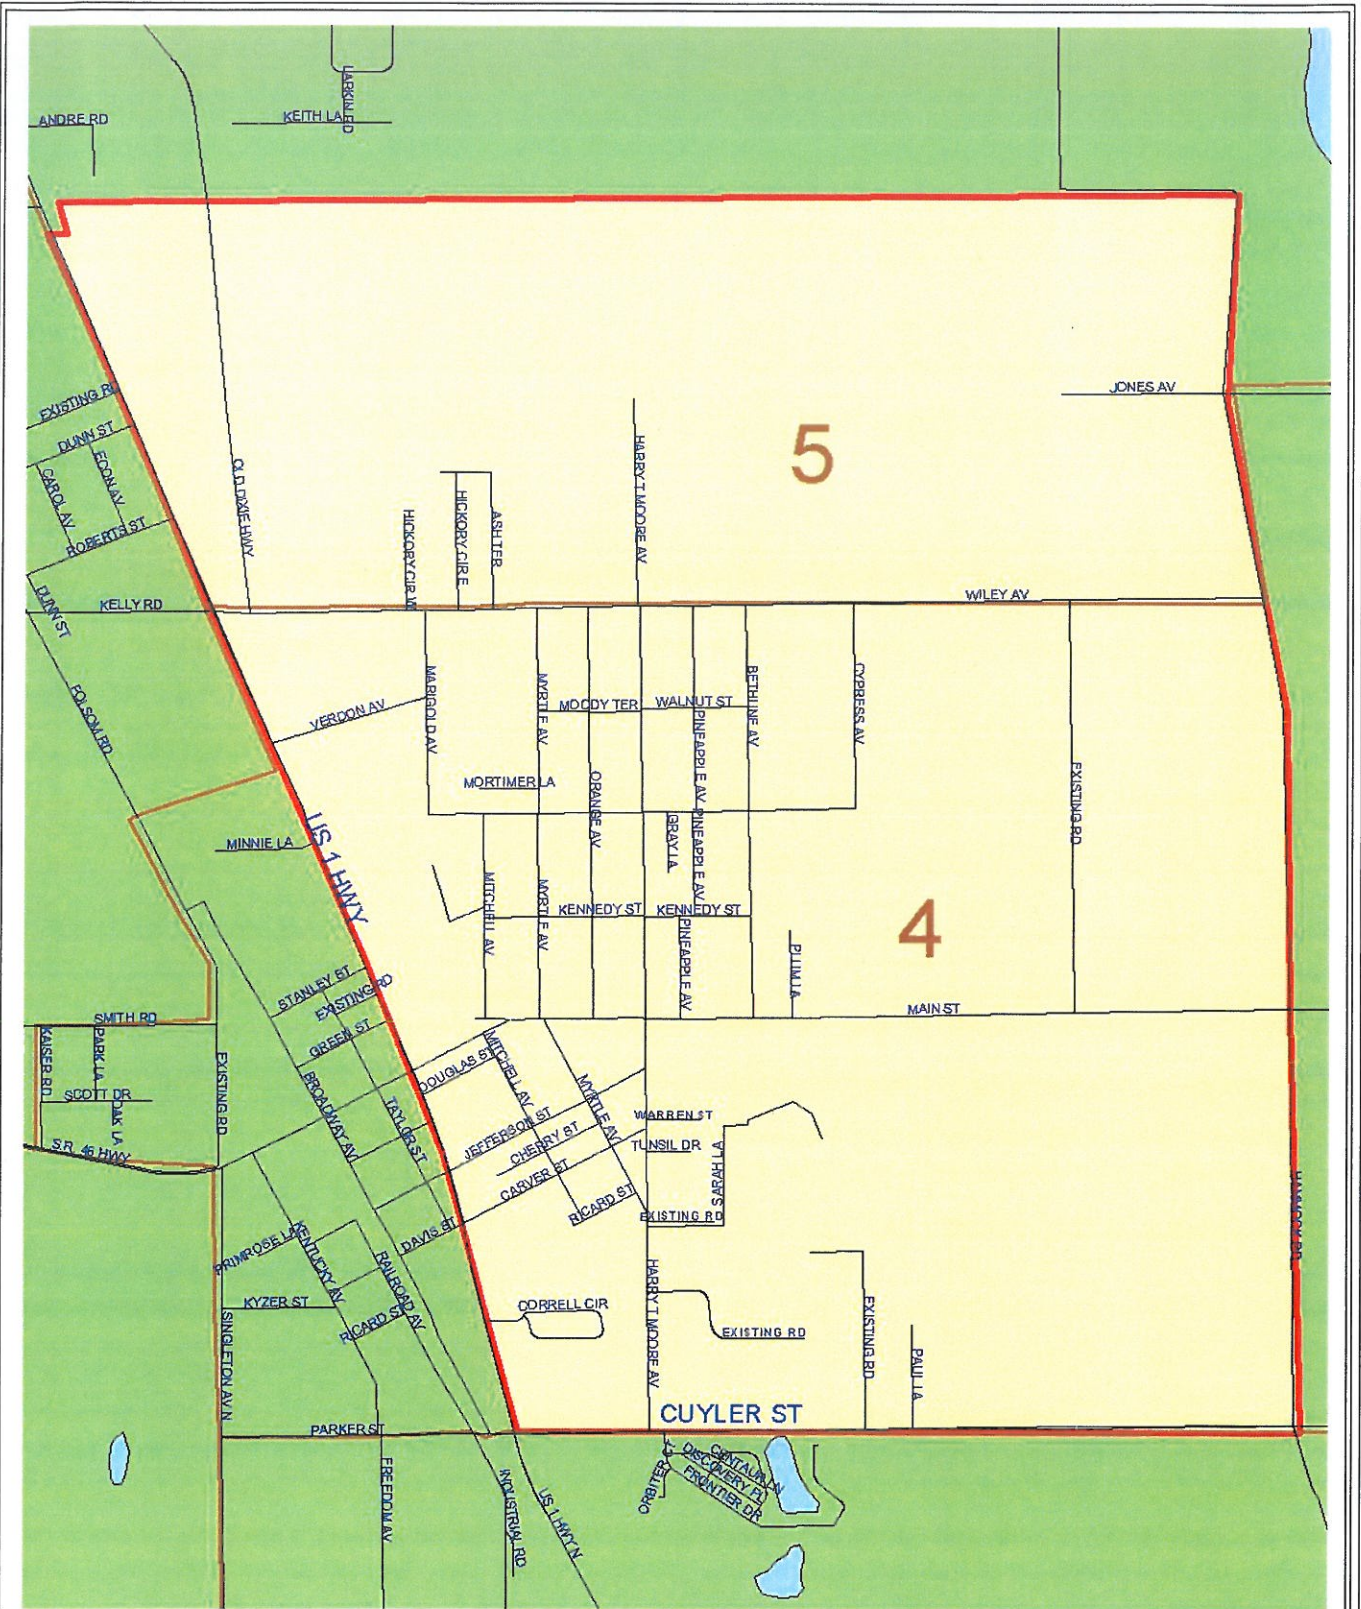 LARKIN RD
ANDRE RD
KEITH LA
JONES AV
EXISTING RD
DUNN ST
ECON AV
CAROL AV
ROBERTS ST
OLD DIXIE HWY
HARRY T MOORE AV
5
HICKORY CIR W
HICKORY CIR E
ASH TER
DUNN ST
KELLY RD
WILEY AV
FOLSOM RD
VERDON AV
MARIGOLD AV
MYRTLE AV
MOODY TER
WALNUT ST
PINEAPPLE AV
BETHUNE AV
CYPRESS AV
MORTIMER LA
ORANGE AV
EXISTING RD
US 1 HWY
MINNIE LA
GRAY LA
PINEAPPLE AV
MITCHELL AV
MYRTLE AV
KENNEDY ST
KENNEDY ST
PINEAPPLE AV
4
PLUM LA
STANLEY ST
EXISTING RD
GREEN ST
MAIN ST
SMITH RD
KAISER RD
PARK LA
SCOTT DR
OAK LA
EXISTING RD
S.R. 46 HWY
BROADWAY AV
TAYLOR ST
DOUGLAS ST
MITCHELL AV
MYRTLE AV
JEFFERSON ST
CHERRY ST
CARVER ST
RICARD ST
WARREN ST
TUNSIL DR
SARAH LA
EXISTING RD
HAMMOCK RD
DAVIS ST
PRIMROSE LA
KENTUCKY AV
RAILROAD AV
KYZER ST
RICARD ST
SINGLETON AV N
CORRELL CIR
HARRY T MOORE AV
EXISTING RD
EXISTING RD
PAUL LA
CUYLER ST
PARKER ST
FREEDOM AV
INDUSTRIAL RD
US 1 HWY N
ORBITER CT
CENTAUR LN
DISCOVERY PL
FRONTIER DR